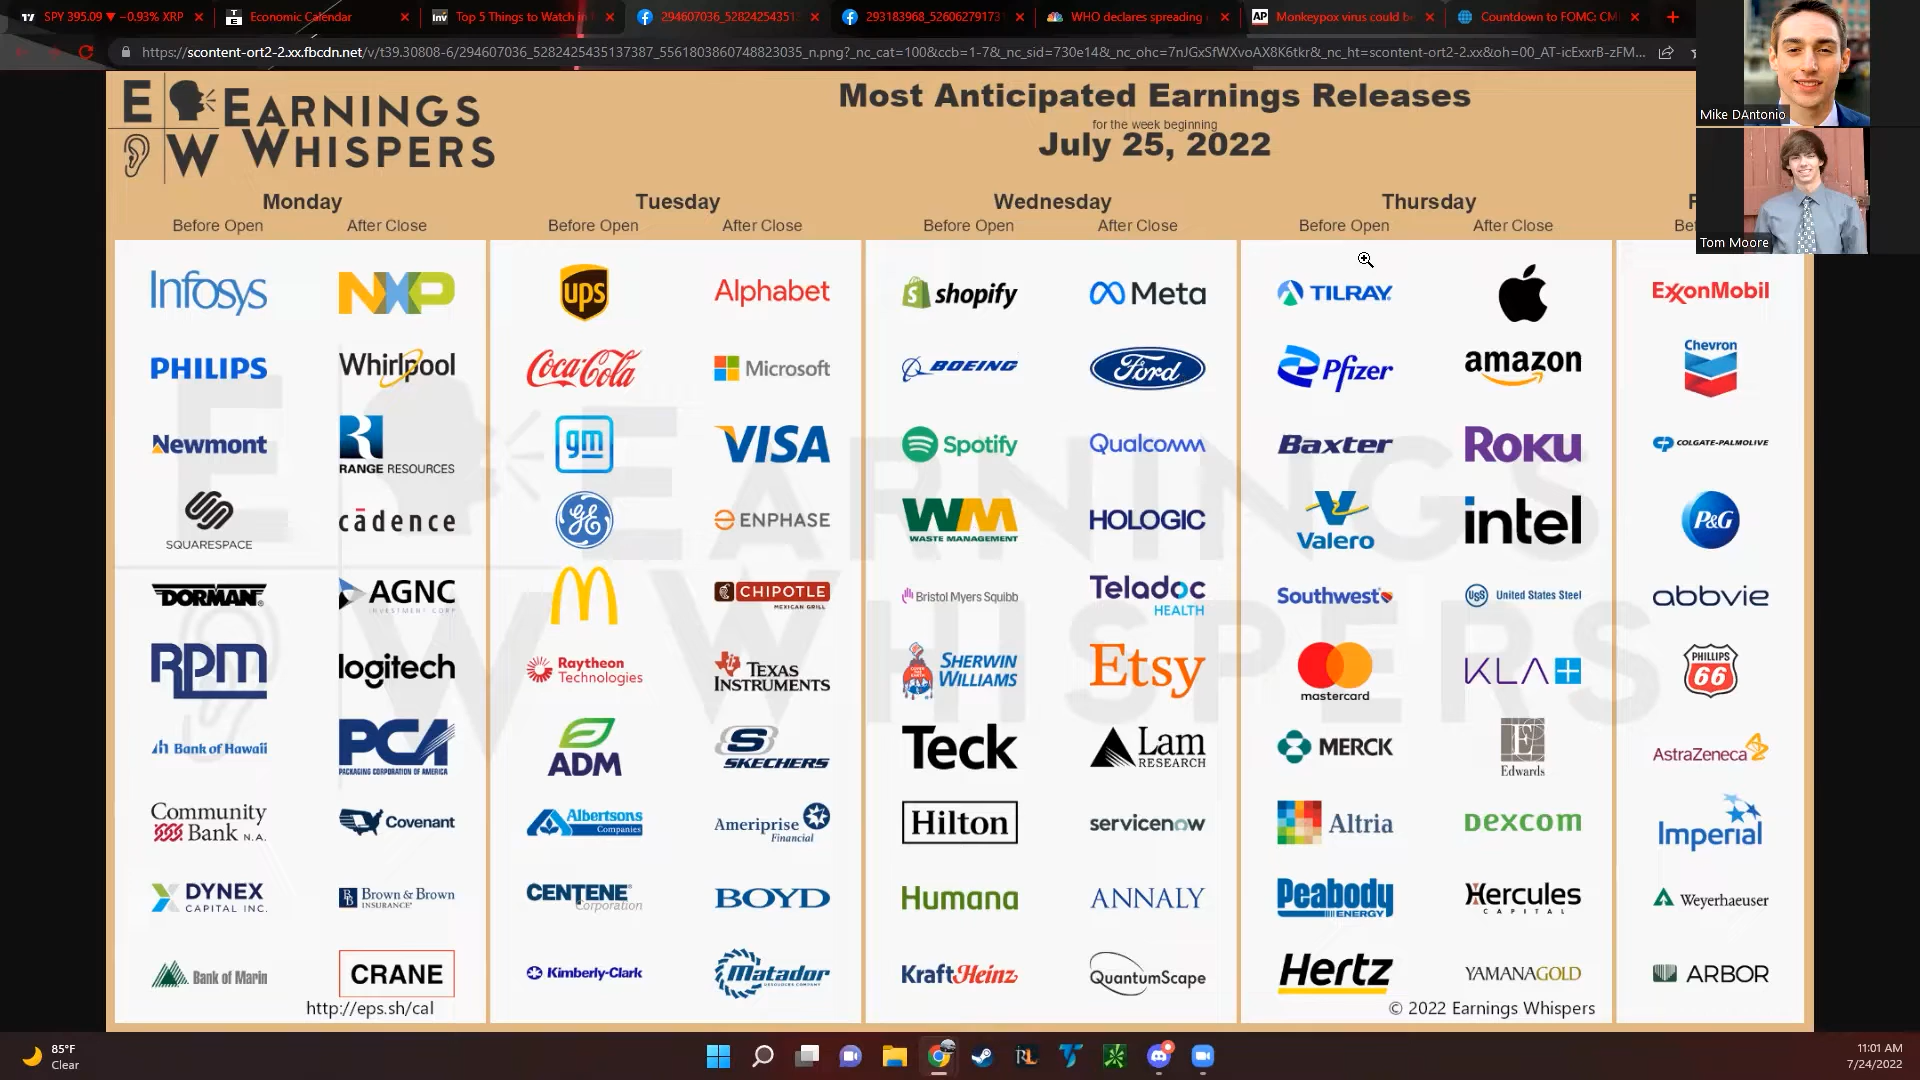 SPY 395.09 ▼ −0.93% XRP
Economic Calendar
Top 5 Things to Watch in
294607036_528242543513
293183968_52606279173
WHO declares spreading
Monkeypox virus could be
Countdown to FOMC: CM
https://scontent-ort2-2.xx.fbcdn.net/v/t39.30808-6/294607036_5282425435137387_5561803860748823035_n.png?_nc_cat=100&ccb=1-7&_nc_sid=730e14&_nc_ohc=7nJGxSfWXvoAX8K6tkr&_nc_ht=scontent-ort2-2.xx&oh=00_AT-icExxrB-zFM...
Mike DAntonio
Tom Moore
E W EARNINGS WHISPERS
Most Anticipated Earnings Releases
for the week beginning
July 25, 2022
Monday
Before Open After Close
Tuesday
Before Open After Close
Wednesday
Before Open After Close
Thursday
Before Open After Close
Infosys NXP ups Alphabet shopify Meta TILRAY ExxonMobil
PHILIPS Whirlpool Coca-Cola Microsoft BOEING Ford Pfizer amazon Chevron
Newmont RANGE RESOURCES gm VISA Spotify Qualcomm Baxter ROKU COLGATE-PALMOLIVE
SQUARESPACE cādence GE ENPHASE WM WASTE MANAGEMENT HOLOGIC Valero intel P&G
DORMAN AGNC INVESTMENT CORP CHIPOTLE MEXICAN GRILL Bristol Myers Squibb Teladoc HEALTH Southwest USS United States Steel abbvie
RPM logitech Raytheon Technologies TEXAS INSTRUMENTS SHERWIN WILLIAMS Etsy mastercard KLA PHILLIPS 66
Bank of Hawaii PCA PACKAGING CORPORATION OF AMERICA ADM SKECHERS Teck Lam RESEARCH MERCK Edwards AstraZeneca
Community Bank N.A. Covenant Albertsons Companies Ameriprise Financial Hilton servicenow Altria DEXCOM Imperial
DYNEX CAPITAL INC. Brown & Brown INSURANCE CENTENE Corporation BOYD Humana ANNALY Peabody ENERGY Hercules CAPITAL Weyerhaeuser
Bank of Marin CRANE Kimberly-Clark Matador RESOURCES COMPANY KraftHeinz QuantumScape Hertz YAMANAGOLD ARBOR
http://eps.sh/cal
© 2022 Earnings Whispers
85°F
Clear
11:01 AM
7/24/2022